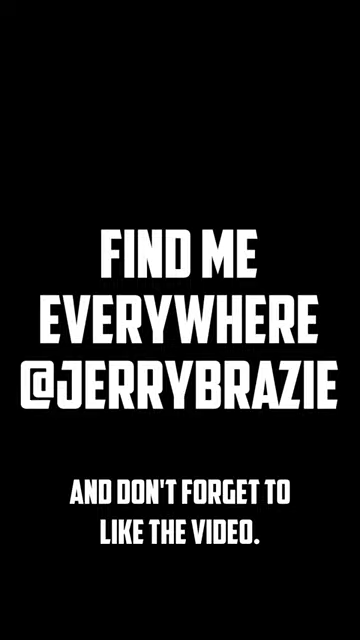 FIND ME
EVERYWHERE
@JERRYBRAZIE
AND DON'T FORGET TO
LIKE THE VIDEO.